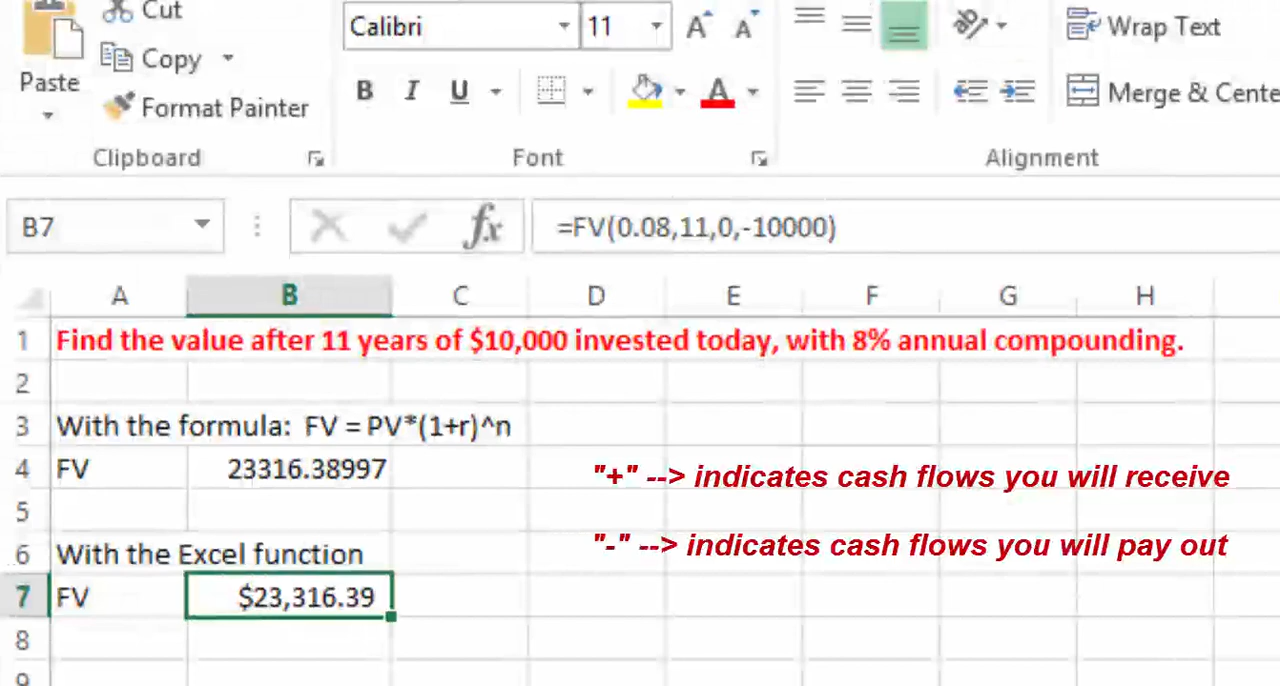 Cut
Calibri 11 A A ab Wrap Text
Copy
Paste
B I U A Merge & Cente
Format Painter
Clipboard Font Alignment
B7 fx =FV(0.08,11,0,-10000)
A B C D E F G H
1 Find the value after 11 years of $10,000 invested today, with 8% annual compounding.
2
3 With the formula: FV = PV*(1+r)^n
4 FV 23316.38997 "+" --> indicates cash flows you will receive
5
"-" --> indicates cash flows you will pay out
6 With the Excel function
7 FV $23,316.39
8
9